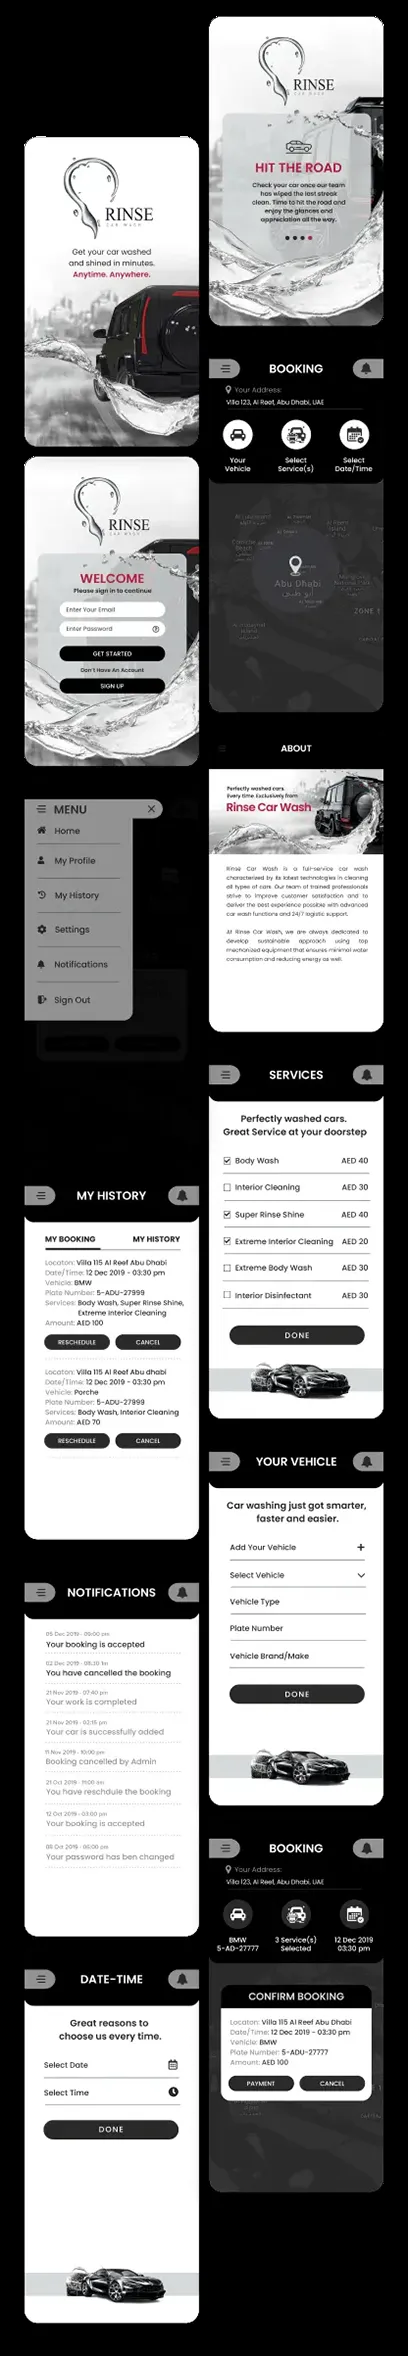 RINSE
CAR WASH
Get your car washed
and shined in minutes.
Anytime. Anywhere.
RINSE
CAR WASH
WELCOME
Please sign in to continue
Enter Your Email
Enter Password
GET STARTED
Don't Have An Account
SIGN UP
MENU
Home
My Profile
My History
Settings
Notifications
Sign Out
MY HISTORY
MY BOOKING MY HISTORY
Locaton: Villa 115 Al Reef Abu Dhabi
Date/Time: 12 Dec 2019 - 03:30 pm
Vehicle: BMW
Plate Number: 5-ADU-27999
Services: Body Wash, Super Rinse Shine,
Extreme Interior Cleaning
Amount: AED 100
RESCHEDULE CANCEL
Locaton: Villa 115 Al Reef Abu dhabi
Date/Time: 12 Dec 2019 - 03:30 pm
Vehicle: Porche
Plate Number: 5-ADU-27999
Services: Body Wash, Interior Cleaning
Amount: AED 70
RESCHEDULE CANCEL
NOTIFICATIONS
05 Dec 2019 - 05:00 pm
Your booking is accepted
02 Dec 2019 - 08:30 am
You have cancelled the booking
21 Nov 2019 - 07:40 pm
Your work is completed
21 Nov 2019 - 02:15 pm
Your car is successfully added
11 Nov 2019 - 10:00 pm
Booking cancelled by Admin
21 Oct 2019 - 11:00 am
You have reschdule the booking
12 Oct 2019 - 03:00 pm
Your booking is accepted
08 Oct 2019 - 06:00 pm
Your password has ben changed
DATE-TIME
Great reasons to
choose us every time.
Select Date
Select Time
DONE
RINSE
CAR WASH
HIT THE ROAD
Check your car once our team
has wiped the last streak
clean. Time to hit the road and
enjoy the glances and
appreciation all the way.
BOOKING
Your Address:
Villa 123, Al Reef, Abu Dhabi, UAE
Your
Vehicle
Select
Service(s)
Select
Date/Time
Abu Dhabi
أبو ظبي
ZONE 1
ABOUT
Perfectly washed cars.
Every time. Exclusively from
Rinse Car Wash
Rinse Car Wash is a full-service car wash
characterized by its latest technologies in cleaning
all types of cars. Our team of trained professionals
strive to improve customer satisfaction and to
deliver the best experience possible with advanced
car wash functions and 24/7 logistic support.
At Rinse Car Wash, we are always dedicated to
develop sustainable approach using top
mechanized equipment that ensures minimal water
consumption and reducing energy as well.
SERVICES
Perfectly washed cars.
Great Service at your doorstep
Body Wash AED 40
Interior Cleaning AED 30
Super Rinse Shine AED 40
Extreme Interior Cleaning AED 20
Extreme Body Wash AED 30
Interior Disinfectant AED 30
DONE
YOUR VEHICLE
Car washing just got smarter,
faster and easier.
Add Your Vehicle
Select Vehicle
Vehicle Type
Plate Number
Vehicle Brand/Make
DONE
BOOKING
Your Address:
Villa 123, Al Reef, Abu Dhabi, UAE
BMW
5-AD-27777
3 Service(s)
Selected
12 Dec 2019
03:30 pm
CONFIRM BOOKING
Locaton: Villa 115 Al Reef Abu Dhabi
Date/Time: 12 Dec 2019 - 03:30 pm
Vehicle: BMW
Plate Number: 5-ADU-27777
Amount: AED 100
PAYMENT CANCEL